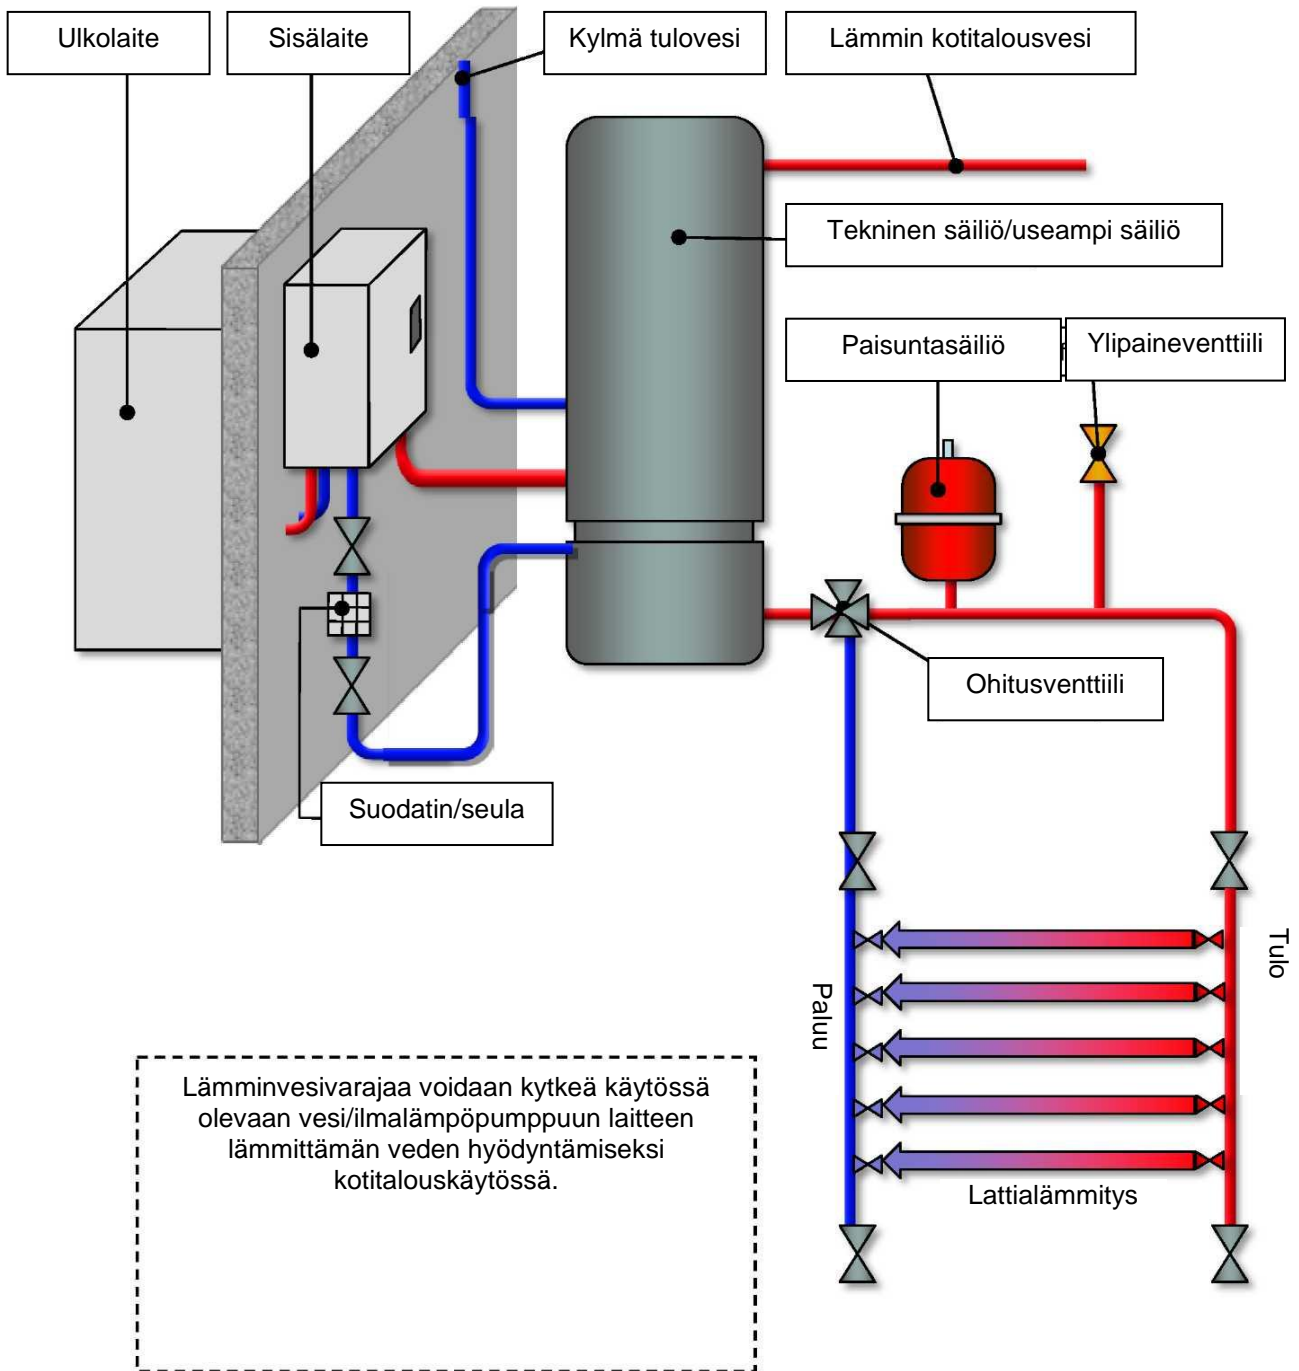 Ulkolaite
Sisälaite
Kylmä tulovesi
Lämmin kotitalousvesi
Tekninen säiliö/useampi säiliö
Paisuntasäiliö
Ylipaineventtiili
Ohitusventtiili
Suodatin/seula
Tulo
Paluu
Lattialämmitys
Lämminvesivarajaa voidaan kytkeä käytössä
olevaan vesi/ilmalämpöpumppuun laitteen
lämmittämän veden hyödyntämiseksi
kotitalouskäytössä.